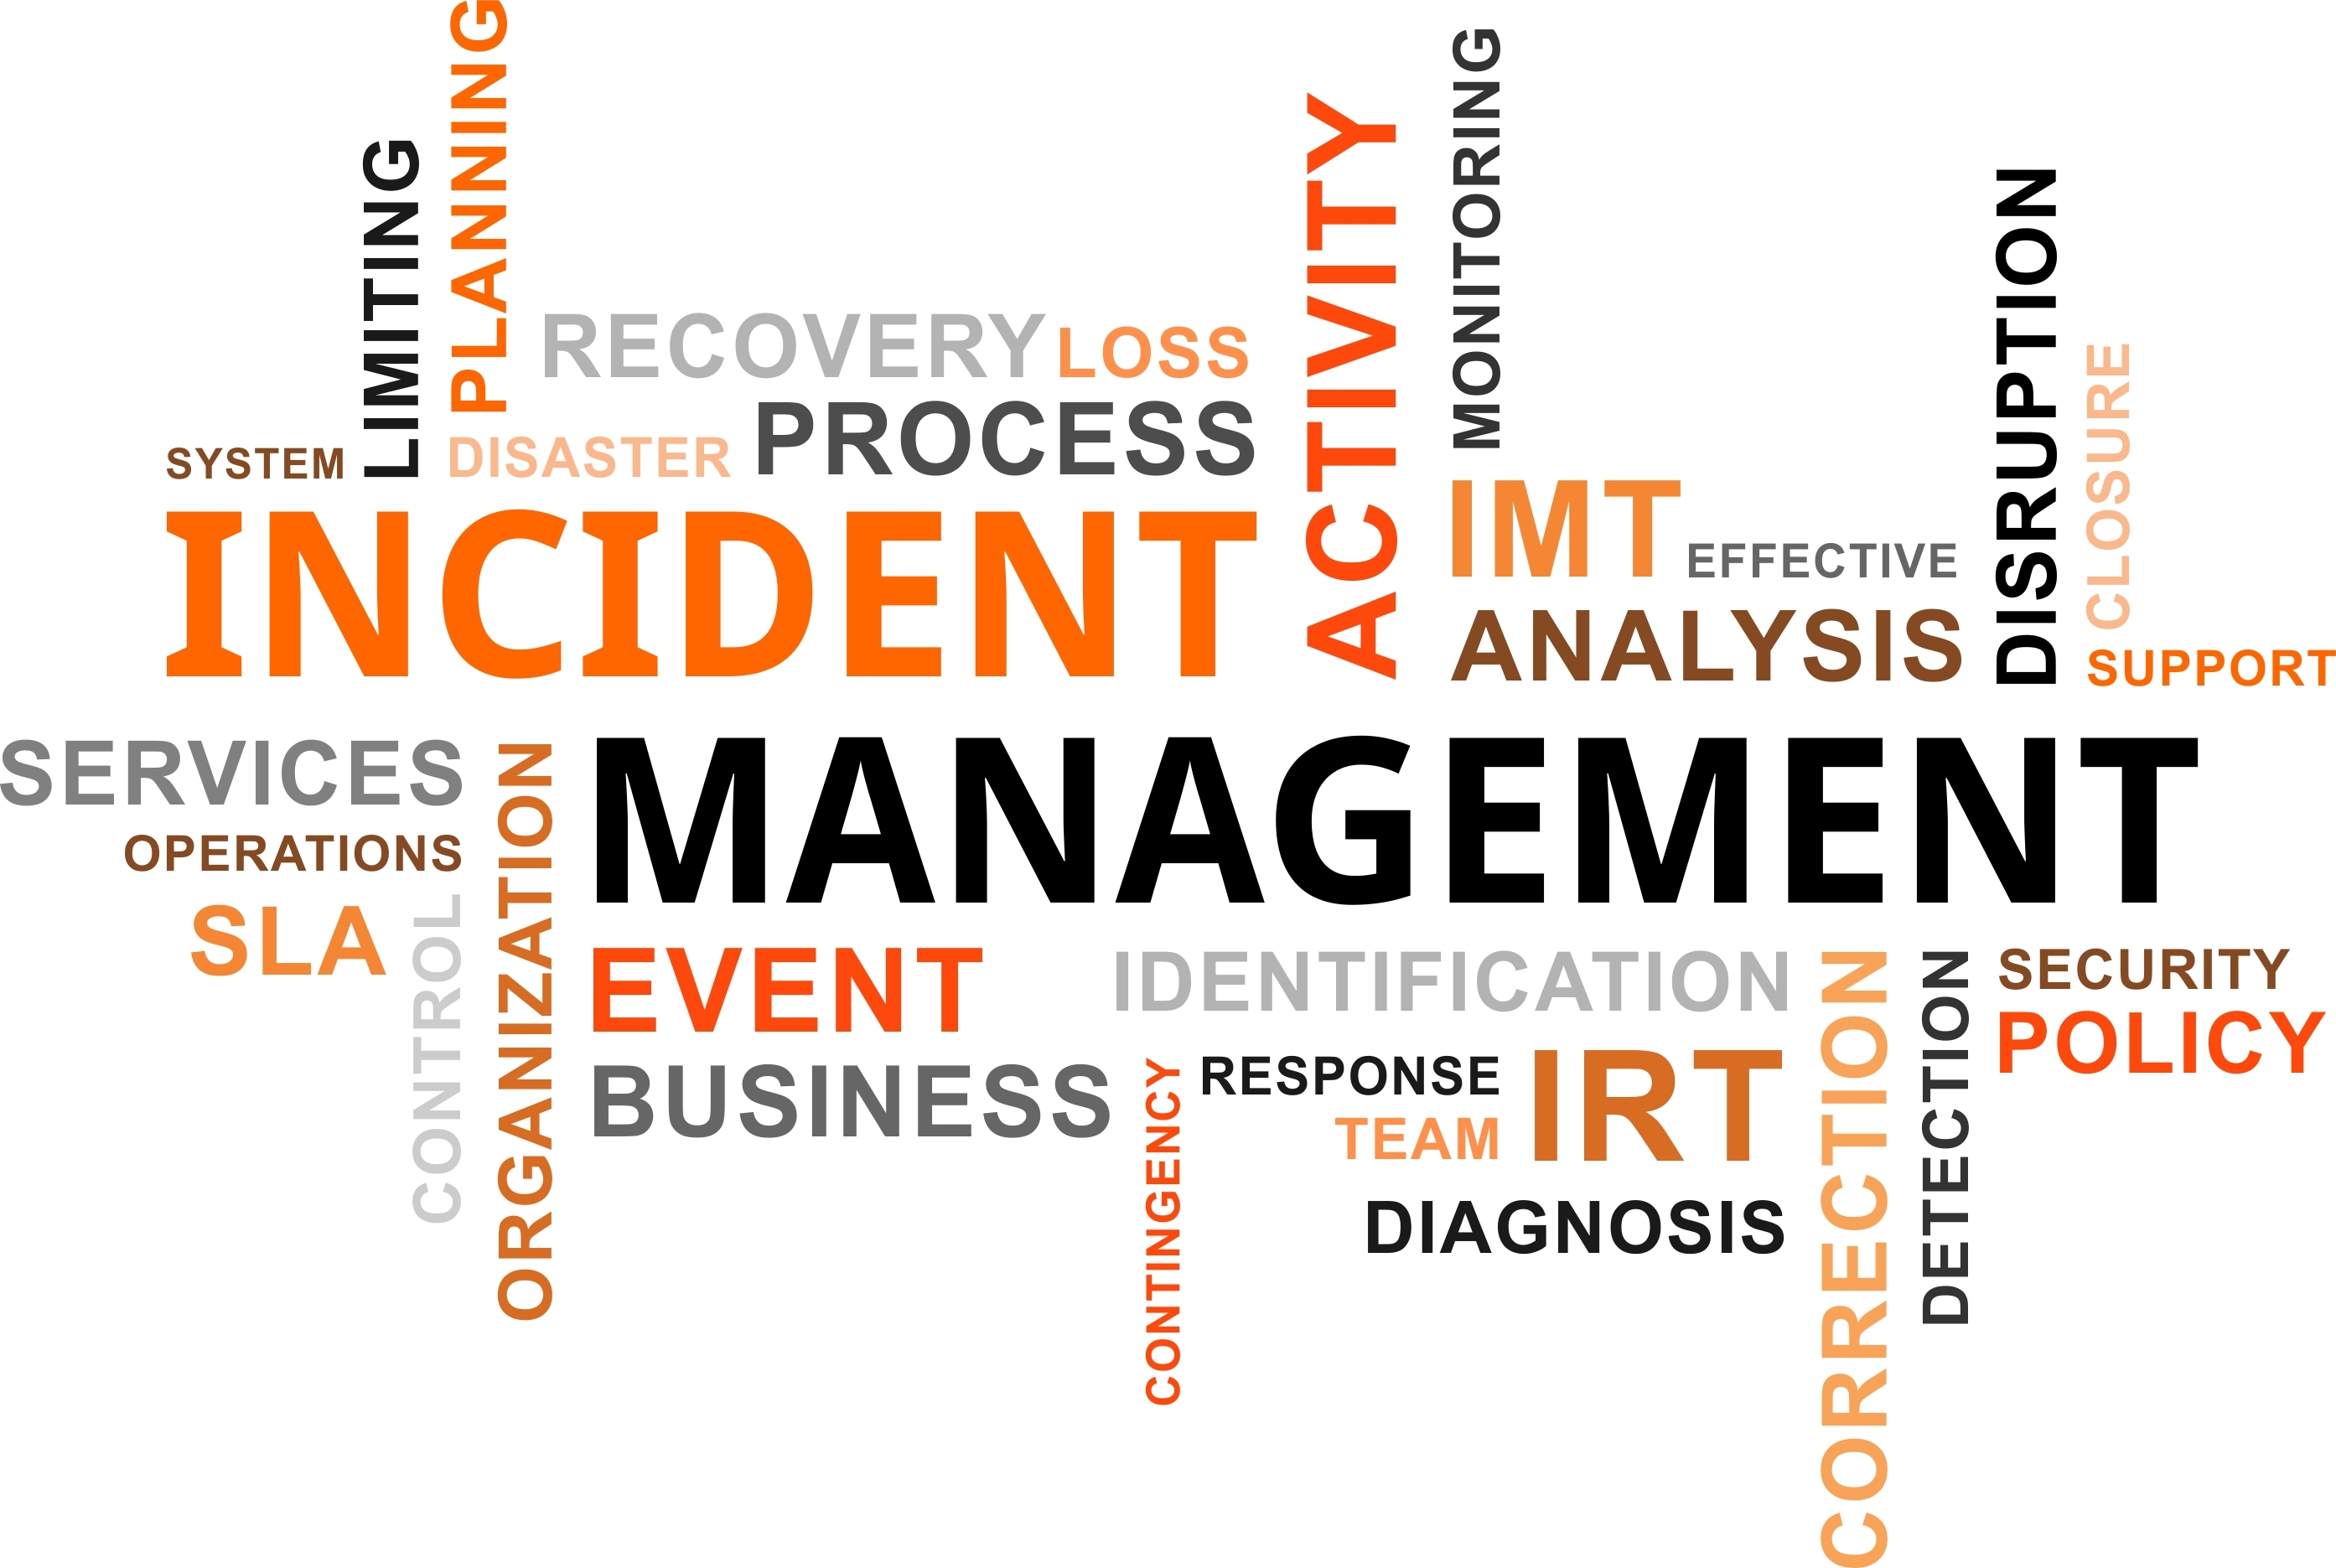 PLANNING
MONITORING
ACTIVITY
LIMITING
DISRUPTION
RECOVERY
LOSS
CLOSURE
PROCESS
DISASTER
SYSTEM
IMT
EFFECTIVE
INCIDENT
ANALYSIS
SUPPORT
SERVICES
ORGANIZATION
MANAGEMENT
OPERATIONS
CONTROL
SLA
EVENT
IDENTIFICATION
CORRECTION
DETECTION
SECURITY
POLICY
BUSINESS
CONTINGENCY
RESPONSE
TEAM
IRT
DIAGNOSIS